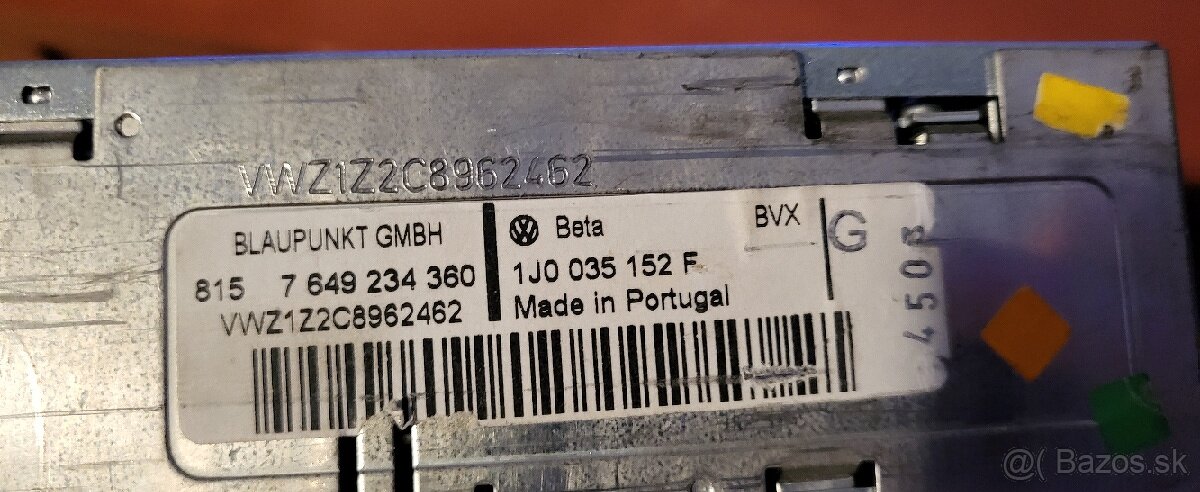 VWZ1Z2C8962462
BLAUPUNKT GMBH
815 7 649 234 360
VWZ1Z2C8962462
Beta
BVX
1J0 035 152 F
Made in Portugal
G
4503
@( Bazos.sk